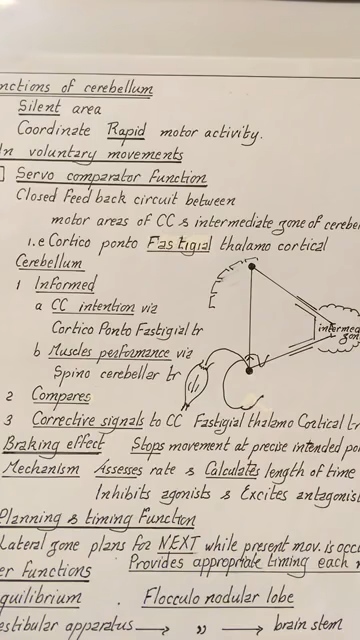 nctions of cerebellum
Silent area
Coordinate Rapid motor activity.
In voluntary movements
Servo comparator function
Closed feed back circuit between
motor areas of CC & intermediate zone of cerebel
i.e Cortico ponto Fastigial thalamo cortical
Cerebellum
1 Informed
a CC intention via
Cortico Ponto Fastigial tr
intermed
zone
b Muscles performance via
Spino cerebellar tr
2 Compares
3 Corrective signals to CC Fastigial thalamo Cortical tr
Braking effect Stops movement at precise intended poi
Mechanism Assesses rate & Calculates length of time
Inhibits agonists & Excites antagonist
Planning & timing Function
Lateral zone plans for NEXT while present mov. is occu
er functions Provides appropriate timing each
quilibrium . Flocculo nodular lobe
estibular apparatus → " → brain stem